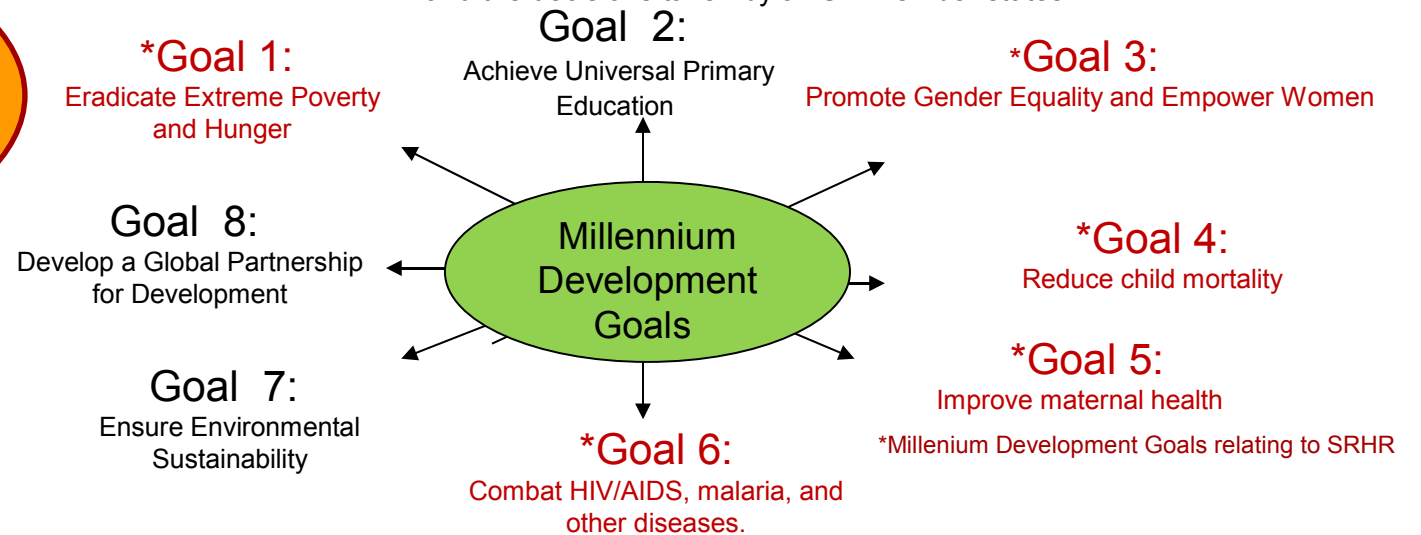 Goal 2:
Achieve Universal Primary
Education
*Goal 1:
Eradicate Extreme Poverty
and Hunger
*Goal 3:
Promote Gender Equality and Empower Women
Goal 8:
Develop a Global Partnership
for Development
Millennium
Development
Goals
*Goal 4:
Reduce child mortality
*Goal 5:
Improve maternal health
*Millenium Development Goals relating to SRHR
Goal 7:
Ensure Environmental
Sustainability
*Goal 6:
Combat HIV/AIDS, malaria, and
other diseases.